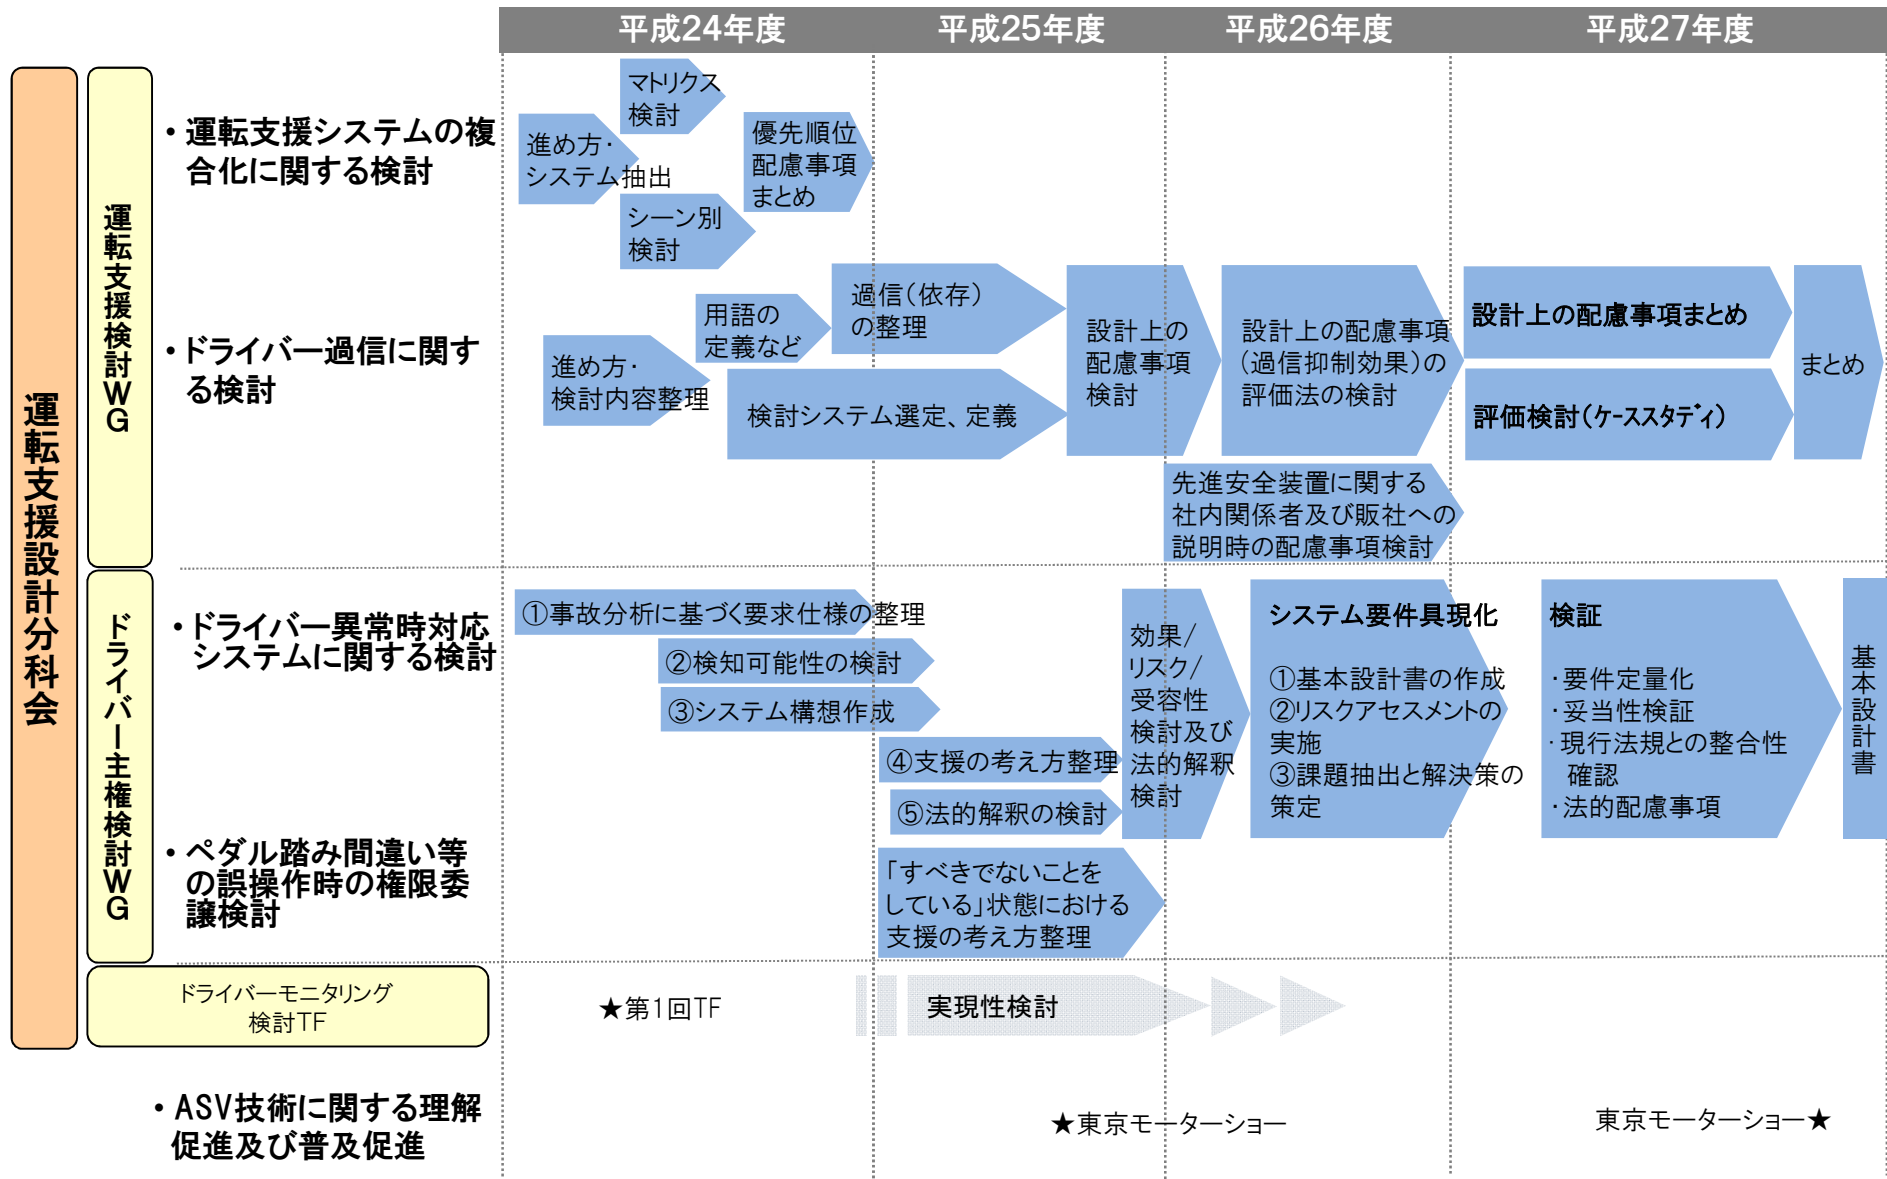 平成24年度
平成25年度
平成26年度
平成27年度
運転支援設計分科会
運転支援検討WG
・運転支援システムの複
合化に関する検討
進め方・
システム抽出
マトリクス
検討
シーン別
検討
優先順位
配慮事項
まとめ
・ドライバー過信に関す
る検討
進め方・
検討内容整理
用語の
定義など
過信(依存)
の整理
検討システム選定、定義
設計上の
配慮事項
検討
設計上の配慮事項
(過信抑制効果)の
評価法の検討
設計上の配慮事項まとめ
評価検討(ケーススタディ)
まとめ
先進安全装置に関する
社内関係者及び販社への
説明時の配慮事項検討
ドライバー主権検討WG
・ドライバー異常時対応
システムに関する検討
①事故分析に基づく要求仕様の整理
②検知可能性の検討
③システム構想作成
④支援の考え方整理
⑤法的解釈の検討
効果/
リスク/
受容性
検討及び
法的解釈
検討
システム要件具現化
①基本設計書の作成
②リスクアセスメントの
実施
③課題抽出と解決策の
策定
検証
・要件定量化
・妥当性検証
・現行法規との整合性
確認
・法的配慮事項
基本設計書
・ペダル踏み間違い等
の誤操作時の権限委
譲検討
「すべきでないことを
している」状態における
支援の考え方整理
ドライバーモニタリング
検討TF
★第1回TF
実現性検討
・ASV技術に関する理解
促進及び普及促進
★東京モーターショー
東京モーターショー★